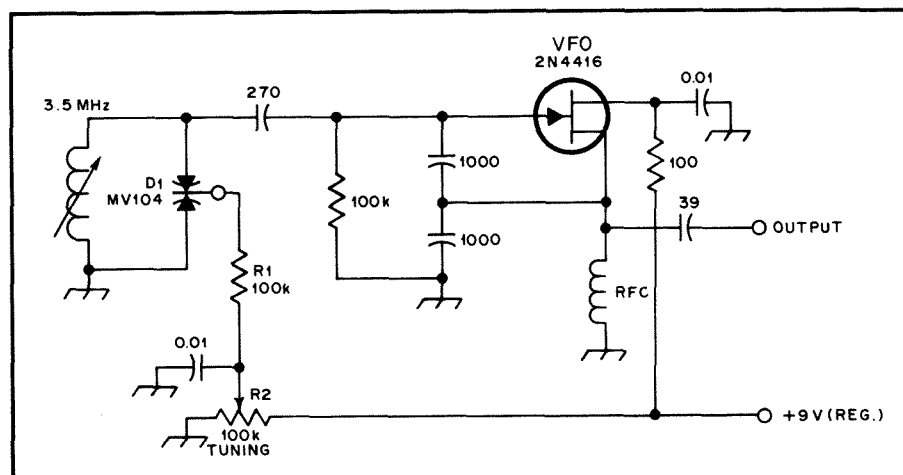 VFO
2N4416
3.5 MHz
270
0.01
D1
MV104
1000
100k
1000
100
39
OUTPUT
R1
100k
RFC
0.01
R2
100k
TUNING
+9V (REG.)